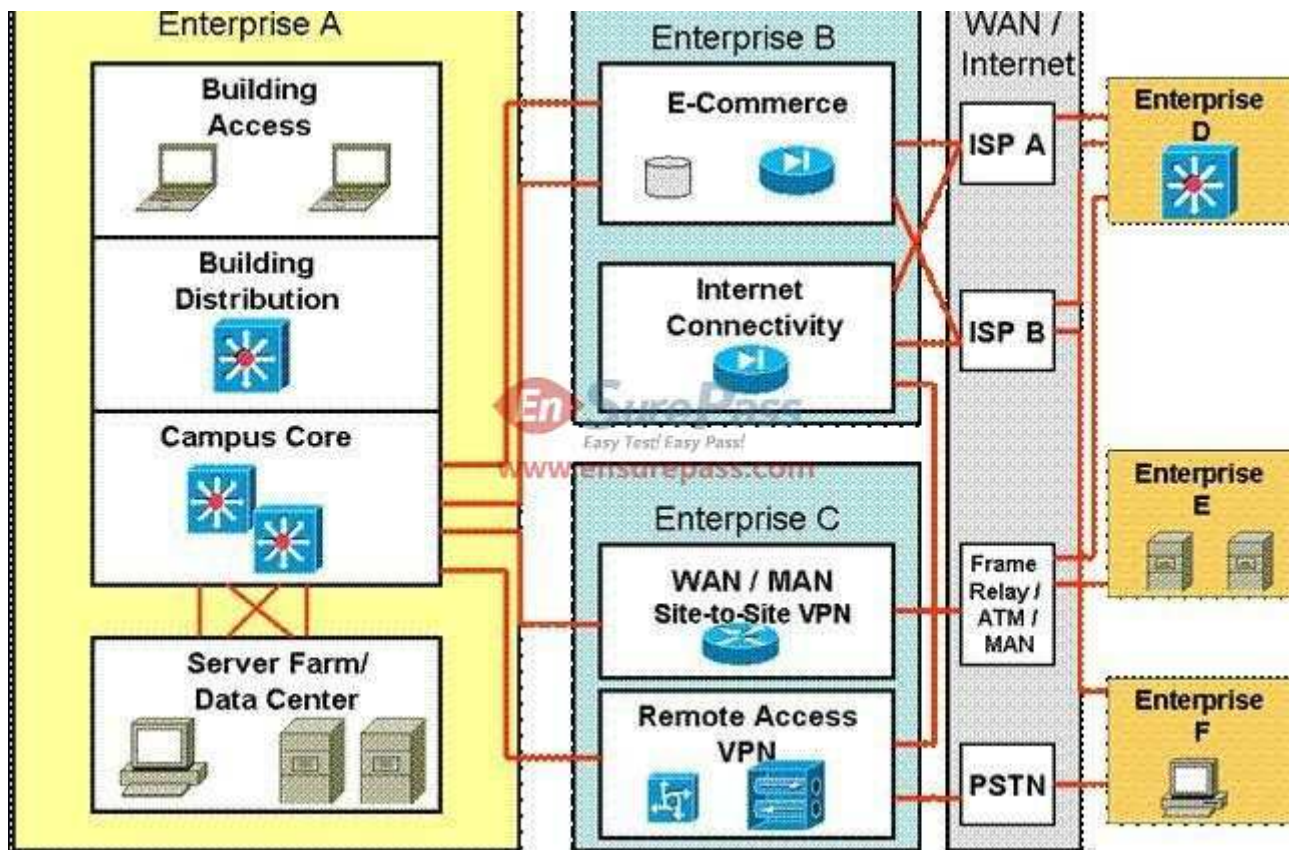 Enterprise A
Building
Access
Building
Distribution
Campus Core
Server Farm/
Data Center
Enterprise B
E-Commerce
Internet
Connectivity
EnSurePass
Easy Test! Easy Pass!
www.ensurepass.com
Enterprise C
WAN / MAN
Site-to-Site VPN
Remote Access
VPN
WAN /
Internet
ISP A
ISP B
Frame
Relay /
ATM /
MAN
PSTN
Enterprise
D
Enterprise
E
Enterprise
F